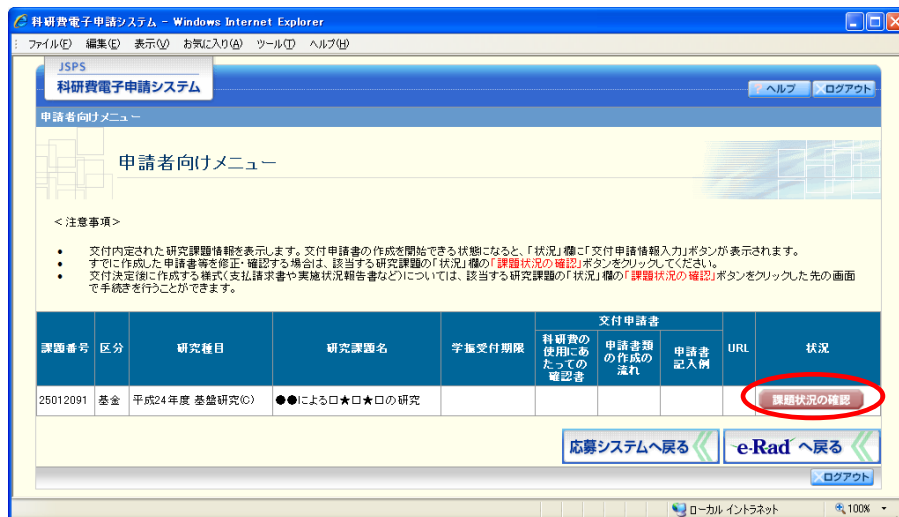 科研費電子申請システム - Windows Internet Explorer
ファイル(F) 編集(E) 表示(V) お気に入り(A) ツール(T) ヘルプ(H)
JSPS
科研費電子申請システム
? ヘルプ ログアウト
申請者向けメニュー
申請者向けメニュー
<注意事項>
• 交付内定された研究課題情報を表示します。交付申請書の作成を開始できる状態になると、「状況」欄に「交付申請情報入力」ボタンが表示されます。
• すでに作成した申請書等を修正・確認する場合は、該当する研究課題の「状況」欄の「課題状況の確認」ボタンをクリックしてください。
• 交付決定後に作成する様式(支払請求書や実施状況報告書など)については、該当する研究課題の「状況」欄の「課題状況の確認」ボタンをクリックした先の画面
で手続きを行うことができます。
課題番号 区分 研究種目 研究課題名 学振受付期限 交付申請書 URL 状況
科研費の
使用にあ
たっての
確認書
申請書類
の作成の
流れ
申請書
記入例
25012091 基金 平成24年度 基盤研究(C) ●●による□★□★□の研究 課題状況の確認
応募システムへ戻る e-Rad へ戻る
ログアウト
ローカル イントラネット 100%